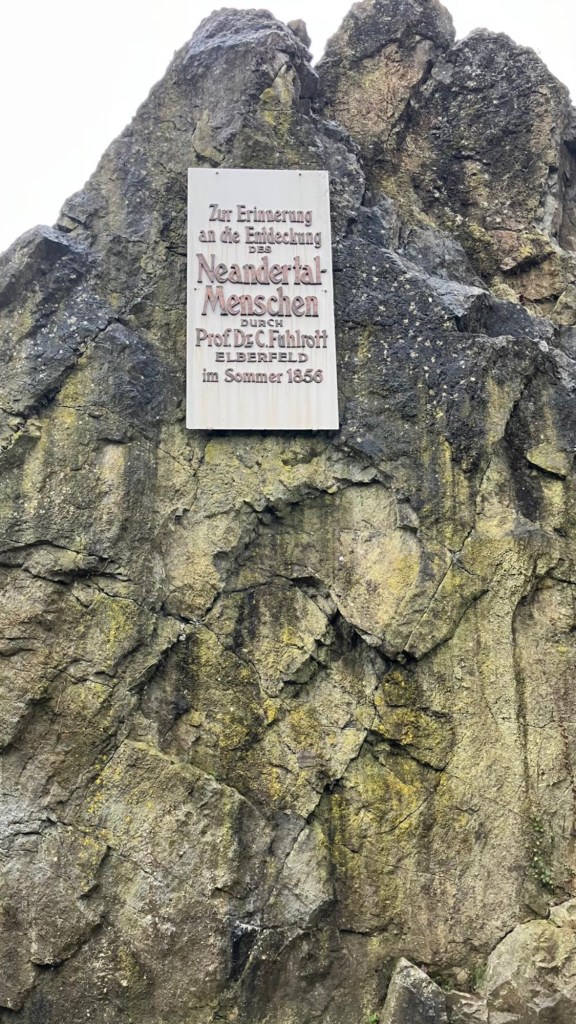 Zur Erinnerung
an die Entdeckung
DES
Neandertal-
Menschen
DURCH
Prof. Dr. C. Fuhlrott
ELBERFELD
im Sommer 1856